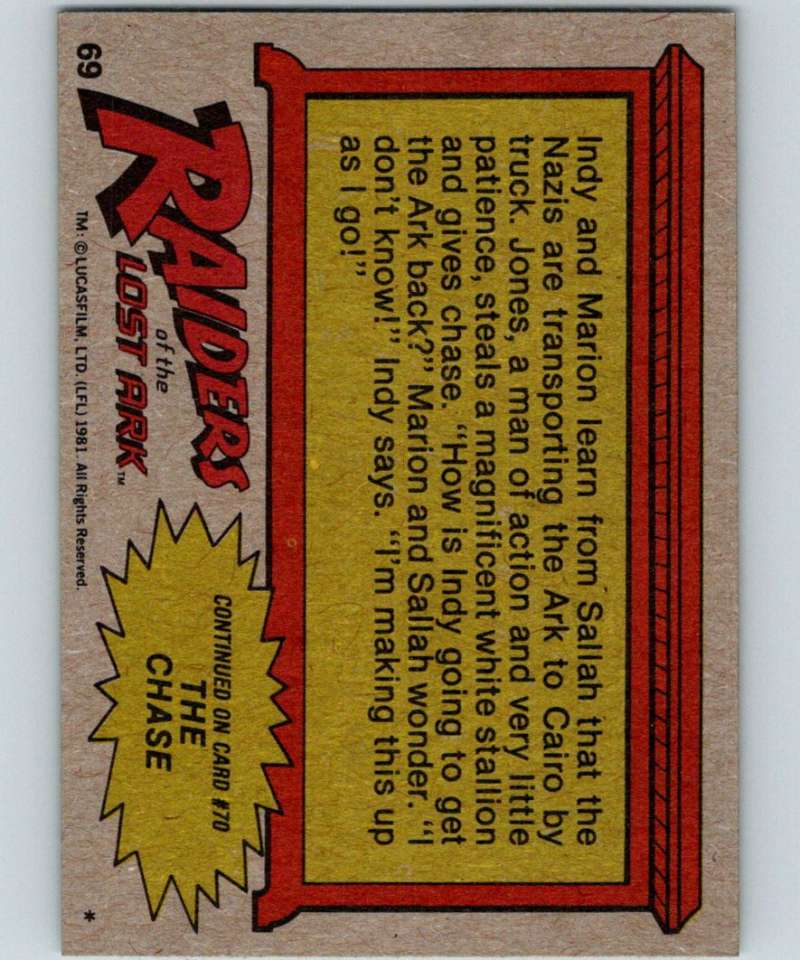 Indy and Marion learn from Sallah that the
Nazis are transporting the Ark to Cairo by
truck. Jones, a man of action and very little
patience, steals a magnificent white stallion
and gives chase. "How is Indy going to get
the Ark back?" Marion and Sallah wonder. "I
don't know!" Indy says. "I'm making this up
as I go!"
CONTINUED ON CARD #70
THE
CHASE
RAIDERS
of the
LOST ARK™
69
TM: © LUCASFILM, LTD. (LFL) 1981. All Rights Reserved.
*